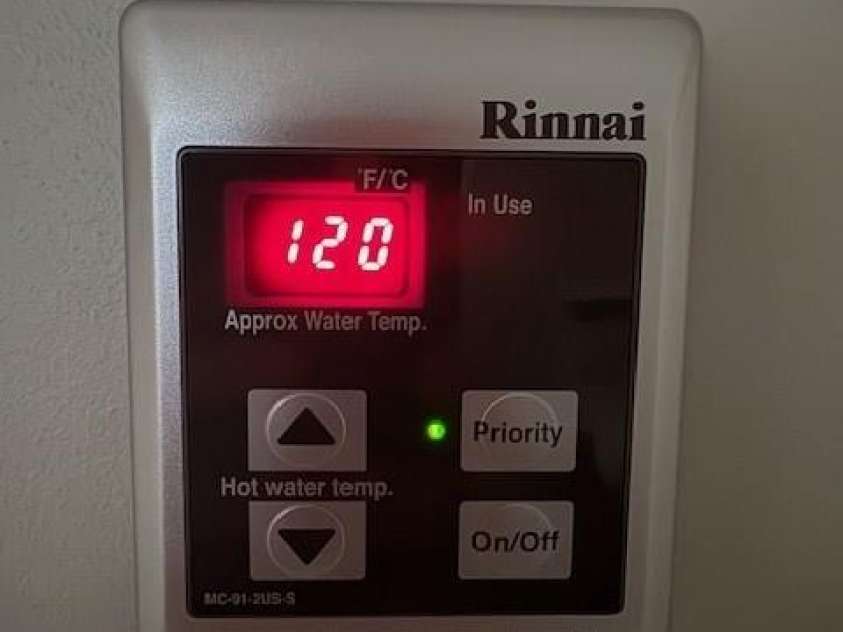 Rinnai
°F/°C
In Use
120
Approx Water Temp.
Priority
Hot water temp.
On/Off
MC-91-2US-S